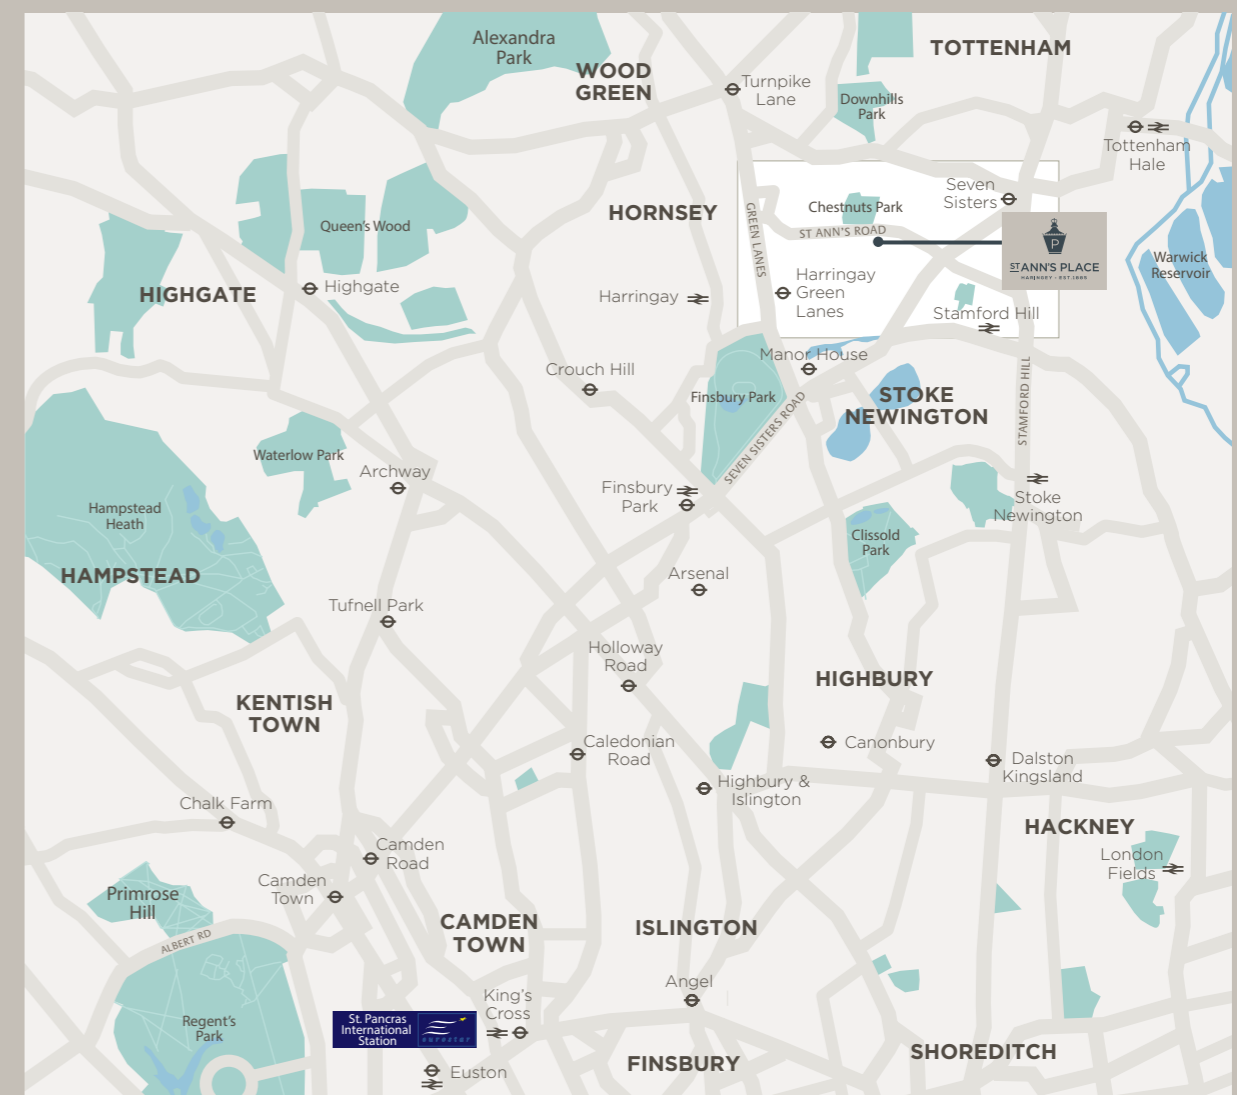 Alexandra
Park
WOOD
GREEN
TOTTENHAM
Turnpike
Lane
Downhills
Park
Tottenham
Hale
Seven
Sisters
HORNSEY
Chestnuts Park
ST ANN'S ROAD
GREEN LANES
Queen's Wood
P
ST ANN'S PLACE
HARINGEY · EST.1860
Warwick
Reservoir
HIGHGATE
Highgate
Harringay
Harringay
Green
Lanes
Stamford Hill
Manor House
Crouch Hill
Finsbury Park
SEVEN SISTERS ROAD
STOKE
NEWINGTON
STAMFORD HILL
Waterlow Park
Archway
Hampstead
Heath
Finsbury
Park
Stoke
Newington
Clissold
Park
HAMPSTEAD
Arsenal
Tufnell Park
Holloway
Road
HIGHBURY
KENTISH
TOWN
Caledonian
Road
Canonbury
Dalston
Kingsland
Highbury &
Islington
Chalk Farm
HACKNEY
Camden
Road
London
Fields
Camden
Town
Primrose
Hill
CAMDEN
TOWN
ISLINGTON
ALBERT RD
Angel
King's
Cross
Regent's
Park
St. Pancras
International
Station
eurostar
SHOREDITCH
FINSBURY
Euston